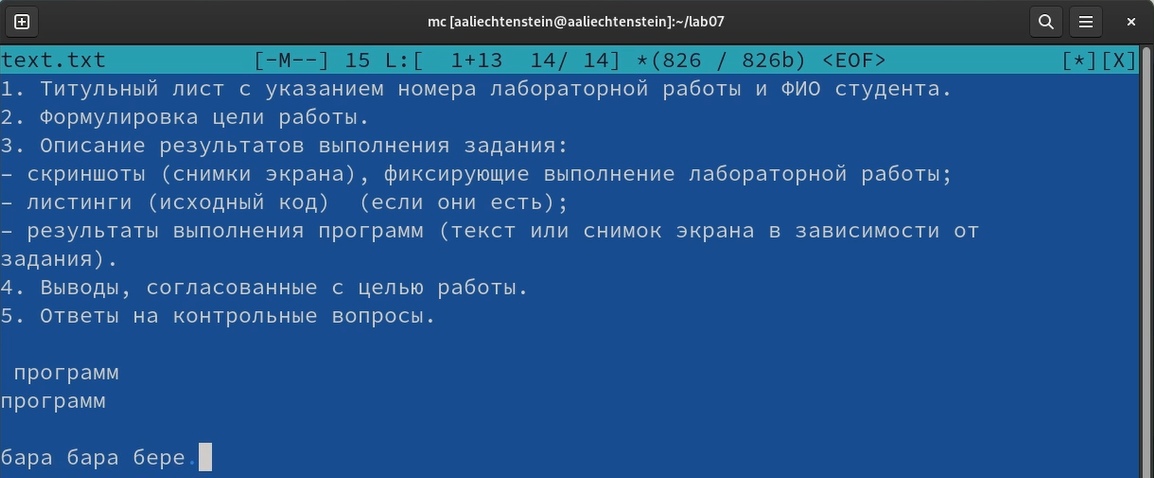 mc [aaliechtenstein@aaliechtenstein]:~/lab07
text.txt [-M--] 15 L:[ 1+13 14/ 14] *(826 / 826b) <EOF> [*][X]
1. Титульный лист с указанием номера лабораторной работы и ФИО студента.
2. Формулировка цели работы.
3. Описание результатов выполнения задания:
– скриншоты (снимки экрана), фиксирующие выполнение лабораторной работы;
– листинги (исходный код)  (если они есть);
– результаты выполнения программ (текст или снимок экрана в зависимости от
задания).
4. Выводы, согласованные с целью работы.
5. Ответы на контрольные вопросы.
программ
программ
бара бара бере.